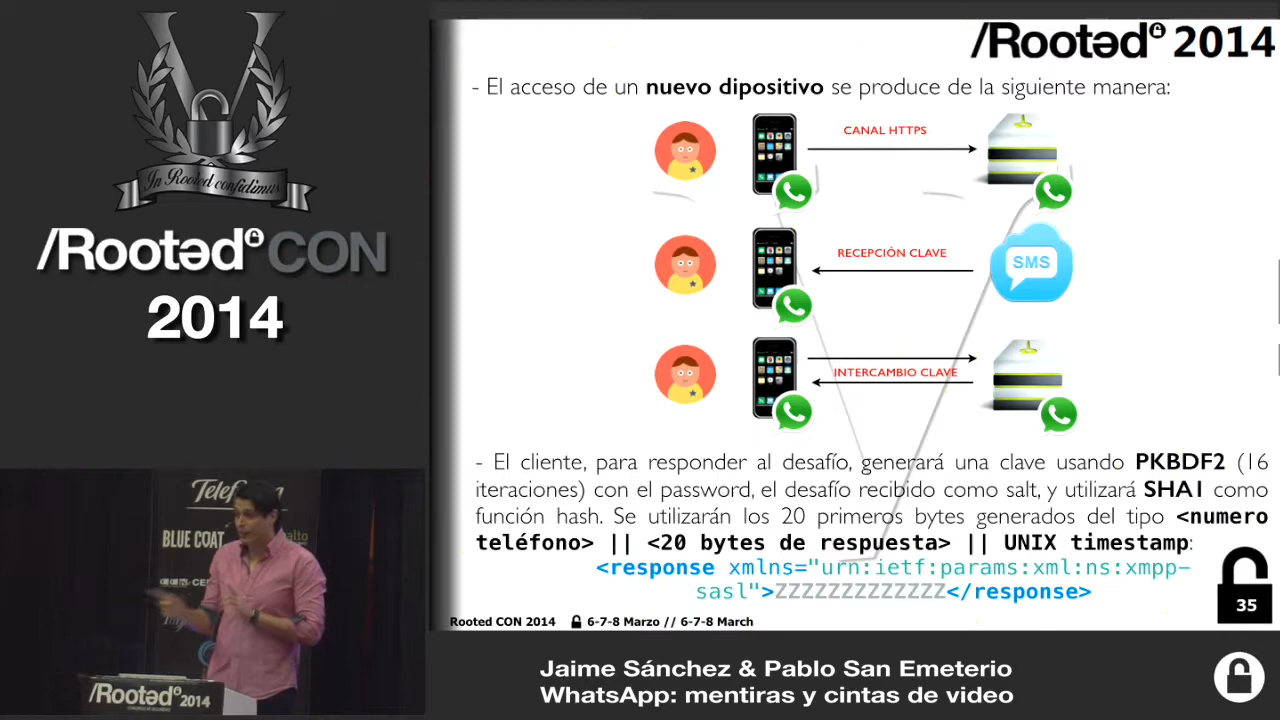 In Rooted confidimus
/Rootəd CON
2014
/Rootəd 2014
- El acceso de un nuevo dipositivo se produce de la siguiente manera:
CANAL HTTPS
RECEPCIÓN CLAVE
SMS
INTERCAMBIO CLAVE
- El cliente, para responder al desafío, generará una clave usando PKBDF2 (16
iteraciones) con el password, el desafío recibido como salt, y utilizará SHA1 como
función hash. Se utilizarán los 20 primeros bytes generados del tipo <numero
teléfono> || <20 bytes de respuesta> || UNIX timestamp:
<response xmlns="urn:ietf:params:xml:ns:xmpp-
sasl">ZZZZZZZZZZZZZ</response>
35
Rooted CON 2014 6-7-8 Marzo // 6-7-8 March
Telefónica
BLUE COAT
/Rootəd 2014
Jaime Sánchez & Pablo San Emeterio
WhatsApp: mentiras y cintas de video